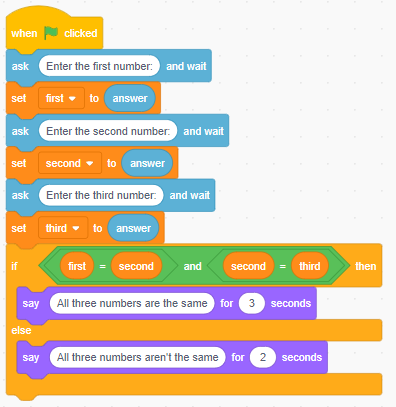 when clicked
ask Enter the first number: and wait
set first to answer
ask Enter the second number: and wait
set second to answer
ask Enter the third number: and wait
set third to answer
if first = second and second = third then
say All three numbers are the same for 3 seconds
else
say All three numbers aren't the same for 2 seconds